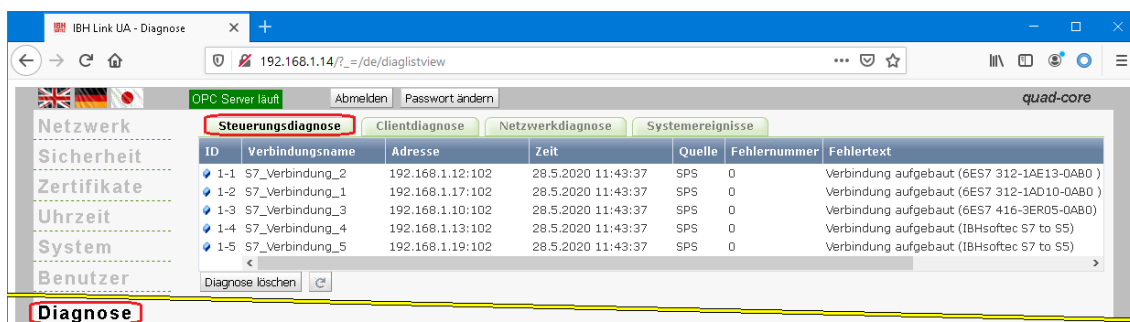 IBH Link UA - Diagnose
192.168.1.14/?_=/de/diaglistview
OPC Server läuft Abmelden Passwort ändern quad-core
Netzwerk
Sicherheit
Zertifikate
Uhrzeit
System
Benutzer
Diagnose
Steuerungsdiagnose Clientdiagnose Netzwerkdiagnose Systemereignisse
ID Verbindungsname Adresse Zeit Quelle Fehlernummer Fehlertext
1-1 S7_Verbindung_2 192.168.1.12:102 28.5.2020 11:43:37 SPS 0 Verbindung aufgebaut (6ES7 312-1AE13-0AB0 )
1-2 S7_Verbindung_1 192.168.1.17:102 28.5.2020 11:43:37 SPS 0 Verbindung aufgebaut (6ES7 312-1AD10-0AB0 )
1-3 S7_Verbindung_3 192.168.1.10:102 28.5.2020 11:43:37 SPS 0 Verbindung aufgebaut (6ES7 416-3ER05-0AB0)
1-4 S7_Verbindung_4 192.168.1.13:102 28.5.2020 11:43:37 SPS 0 Verbindung aufgebaut (IBHsoftec S7 to S5)
1-5 S7_Verbindung_5 192.168.1.19:102 28.5.2020 11:43:37 SPS 0 Verbindung aufgebaut (IBHsoftec S7 to S5)
Diagnose löschen